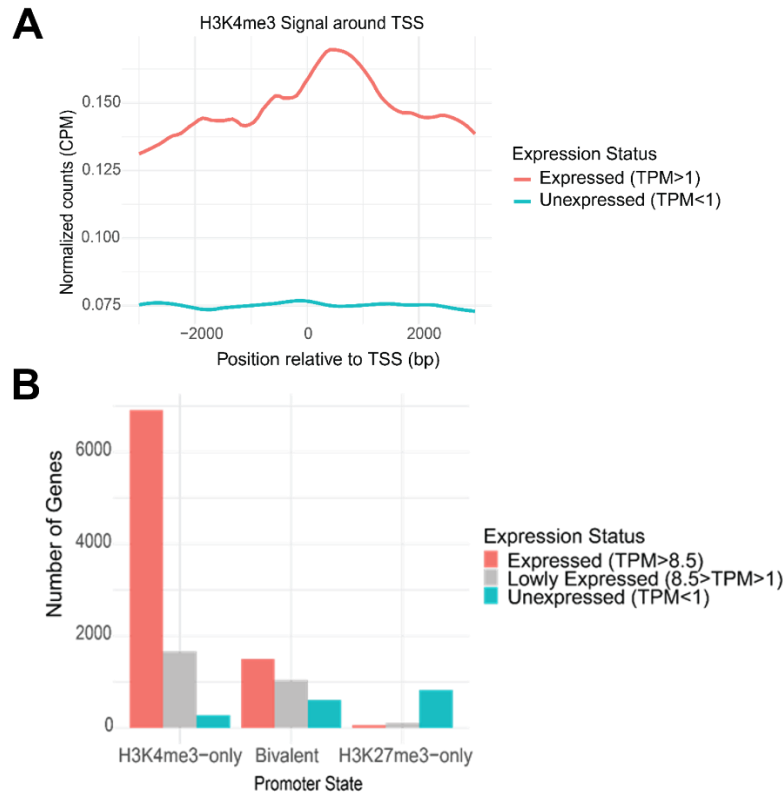 A
H3K4me3 Signal around TSS
Normalized counts (CPM)
0.150
0.125
0.100
0.075
−2000
0
2000
Position relative to TSS (bp)
Expression Status
Expressed (TPM>1)
Unexpressed (TPM<1)
B
Number of Genes
6000
4000
2000
0
H3K4me3−only
Bivalent
H3K27me3−only
Promoter State
Expression Status
Expressed (TPM>8.5)
Lowly Expressed (8.5>TPM>1)
Unexpressed (TPM<1)